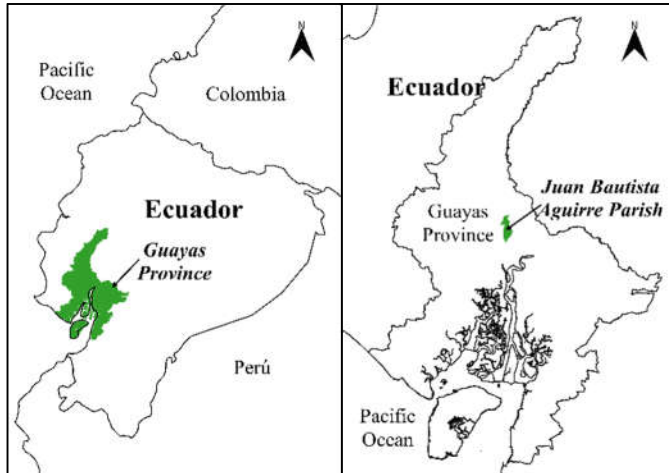 N
Pacific
Ocean
Colombia
Ecuador
Guayas
Province
Perú
N
Ecuador
Juan Bautista
Aguirre Parish
Guayas
Province
Pacific
Ocean